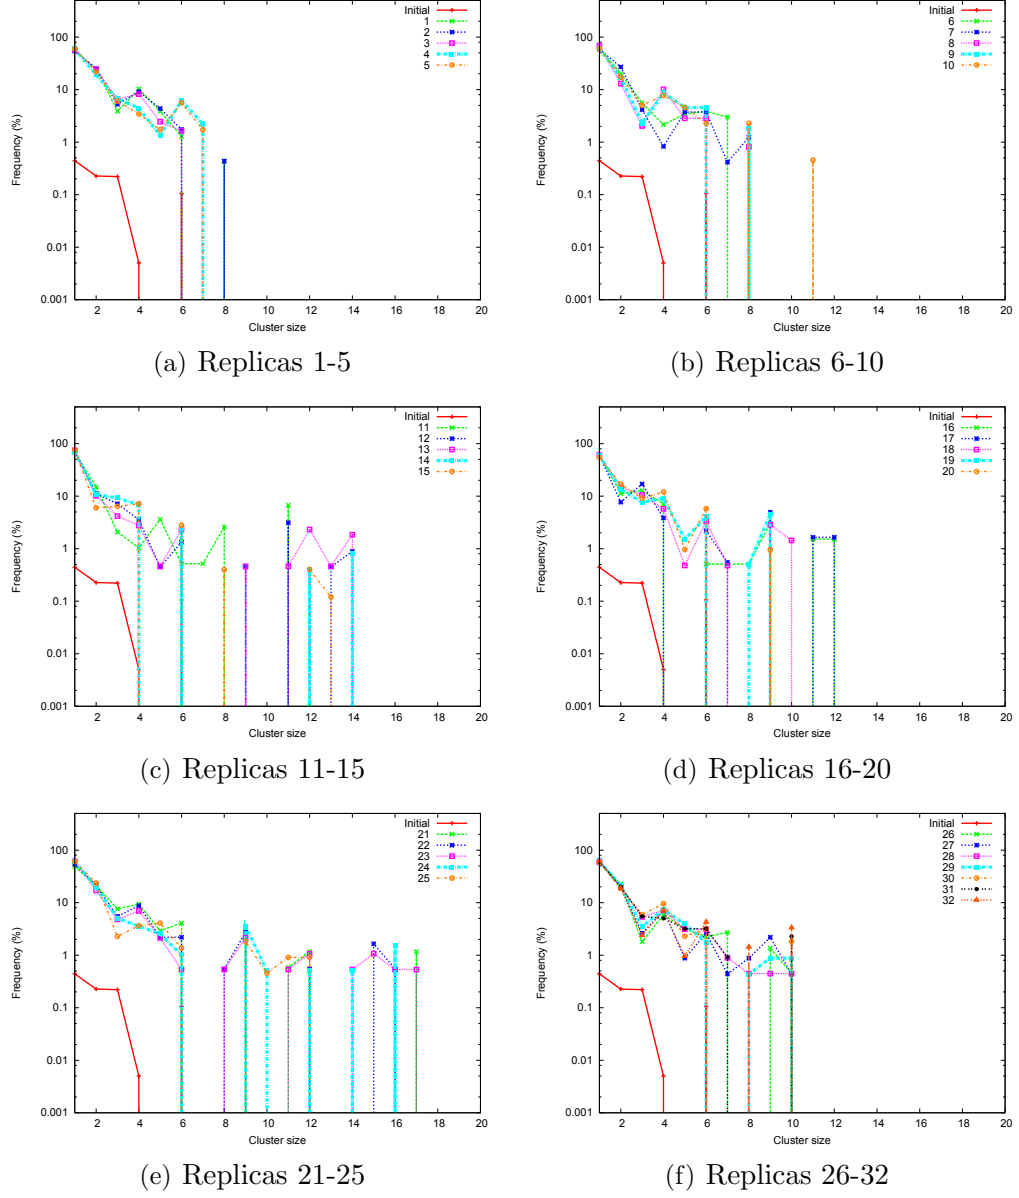 Frequency (%)
100
10
1
0.1
0.01
0.001
2 4 6 8 10 12 14 16 18 20
Cluster size
Initial
1
2
3
4
5
(a) Replicas 1-5
Frequency (%)
100
10
1
0.1
0.01
0.001
2 4 6 8 10 12 14 16 18 20
Cluster size
Initial
6
7
8
9
10
(b) Replicas 6-10
Frequency (%)
100
10
1
0.1
0.01
0.001
2 4 6 8 10 12 14 16 18 20
Cluster size
Initial
11
12
13
14
15
(c) Replicas 11-15
Frequency (%)
100
10
1
0.1
0.01
0.001
2 4 6 8 10 12 14 16 18 20
Cluster size
Initial
16
17
18
19
20
(d) Replicas 16-20
Frequency (%)
100
10
1
0.1
0.01
0.001
2 4 6 8 10 12 14 16 18 20
Cluster size
Initial
21
22
23
24
25
(e) Replicas 21-25
Frequency (%)
100
10
1
0.1
0.01
0.001
2 4 6 8 10 12 14 16 18 20
Cluster size
Initial
26
27
28
29
30
31
32
(f) Replicas 26-32